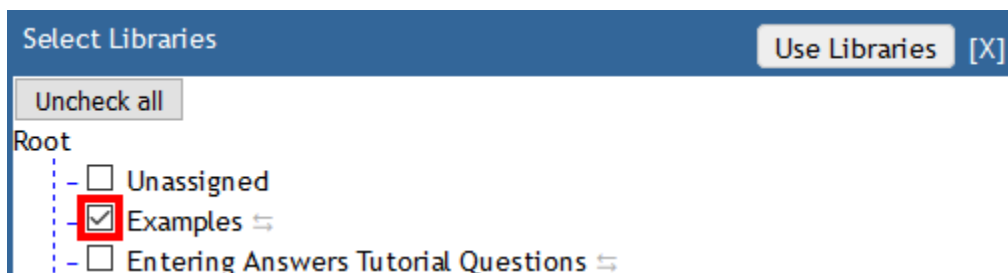 Select Libraries
Use Libraries [X]
Uncheck all
Root
Unassigned
Examples ⇆
Entering Answers Tutorial Questions ⇆